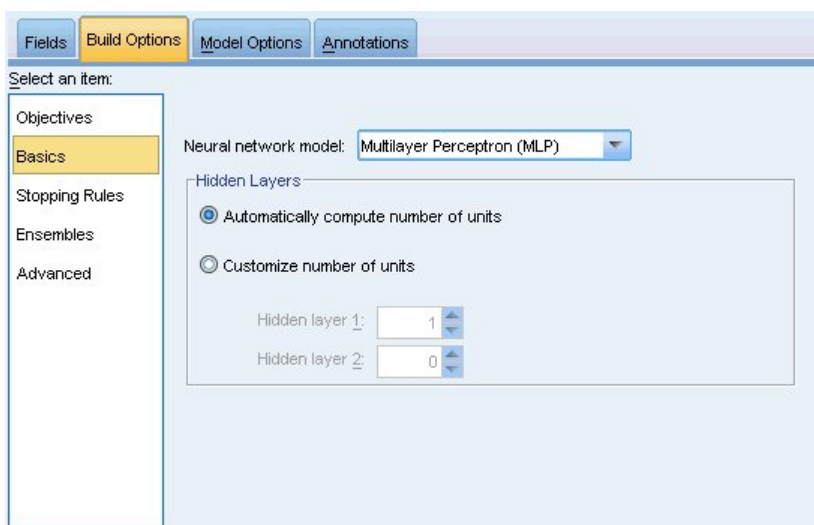 Fields Build Options Model Options Annotations
Select an item:
Objectives
Basics
Stopping Rules
Ensembles
Advanced
Neural network model: Multilayer Perceptron (MLP)
Hidden Layers
Automatically compute number of units
Customize number of units
Hidden layer 1: 1
Hidden layer 2: 0